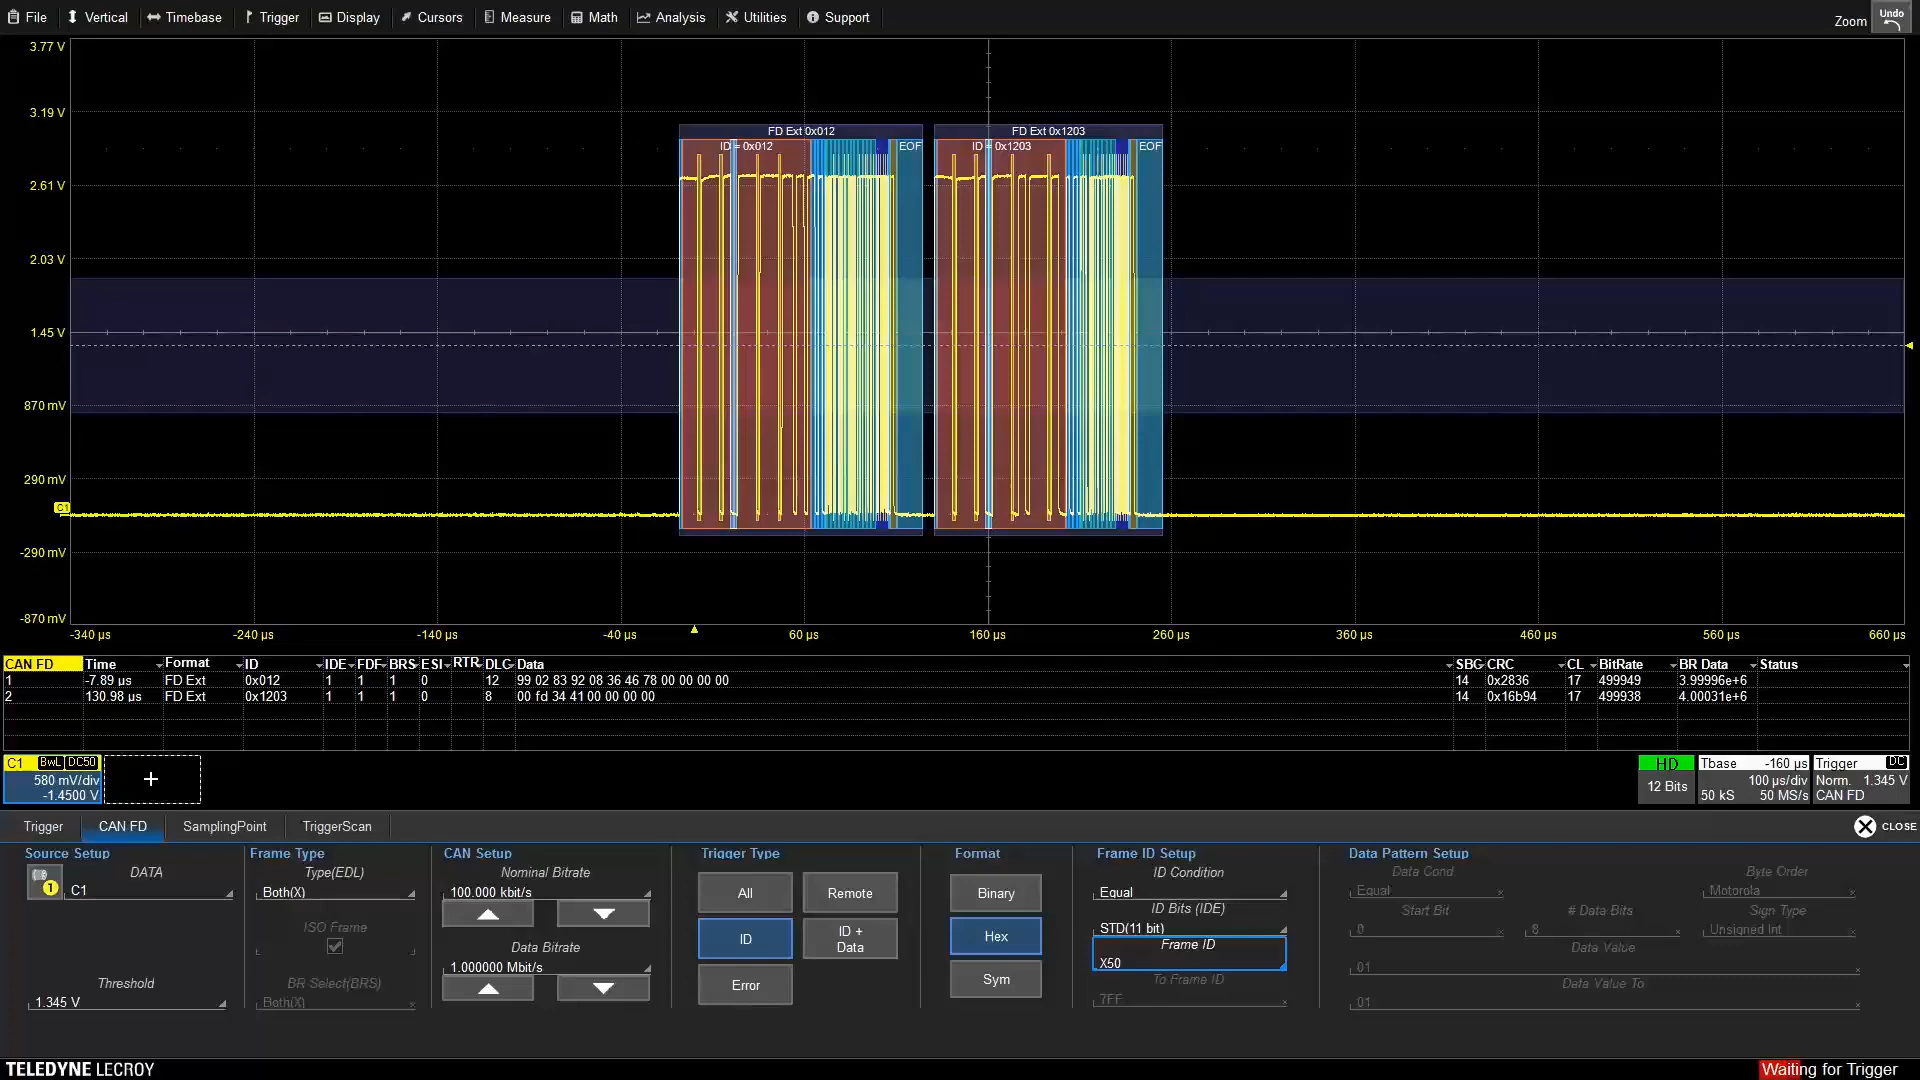 File Vertical Timebase Trigger Display Cursors Measure Math Analysis Utilities Support
Zoom Undo
3.77 V
3.19 V
2.61 V
2.03 V
1.45 V
870 mV
290 mV
-290 mV
-870 mV
C1
FD Ext 0x012 FD Ext 0x1203
ID = 0x012 EOF ID = 0x1203 EOF
-340 µs -240 µs -140 µs -40 µs 60 µs 160 µs 260 µs 360 µs 460 µs 560 µs 660 µs
CAN FD Time Format ID IDE FDF BRS ESI RTR DLC Data SBC CRC CL BitRate BR Data Status
1 -7.89 µs FD Ext 0x012 1 1 1 0 12 99 02 83 92 08 36 46 78 00 00 00 00 14 0x2836 17 499949 3.99996e+6
2 130.98 µs FD Ext 0x1203 1 1 1 0 8 00 fd 34 41 00 00 00 00 14 0x16b94 17 499938 4.00031e+6
C1 BwL DC50
580 mV/div
-1.4500 V
+
HD
12 Bits
Tbase -160 µs
100 µs/div
50 kS 50 MS/s
Trigger DC
Norm. 1.345 V
CAN FD
Trigger CAN FD SamplingPoint TriggerScan
CLOSE
Source Setup
DATA
1 C1
Threshold
1.345 V
Frame Type
Type(EDL)
Both(X)
ISO Frame
BR Select(BRS)
Both(X)
CAN Setup
Nominal Bitrate
100.000 kbit/s
Data Bitrate
1.000000 Mbit/s
Trigger Type
All Remote
ID ID + Data
Error
Format
Binary
Hex
Sym
Frame ID Setup
ID Condition
Equal
ID Bits (IDE)
STD(11 bit)
Frame ID
X50
To Frame ID
7FF
Data Pattern Setup
Data Cond Byte Order
Equal Motorola
Start Bit # Data Bits Sign Type
0 8 Unsigned Int
Data Value
01
Data Value To
01
TELEDYNE LECROY
Waiting for Trigger